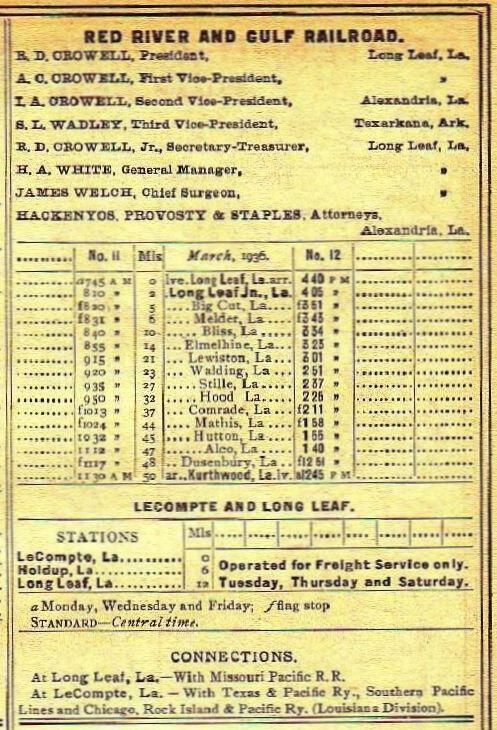 RED RIVER AND GULF RAILROAD.
R. D. CROWELL, President, Long Leaf, La.
A. C. CROWELL, First Vice-President, "
I. A. CROWELL, Second Vice-President, Alexandria, La.
S. L. WADLEY, Third Vice-President, Texarkana, Ark.
R. D. CROWELL, Jr., Secretary-Treasurer, Long Leaf, La,
H. A. WHITE, General Manager, "
JAMES WELCH, Chief Surgeon, "
HACKENYOS, PROVOSTY & STAPLES, Attorneys,
Alexandria, La.
No. 11 Mls March, 1936. No. 12
a745 A M 0 lve.Long Leaf, La.arr. 440 P M
810 " 2 .Long Leaf Jn., La. 405 "
f820 " 5 ....Big Cut, La.... f351 "
f831 " 6 ....Melder, La.... f343 "
840 " 10 ....Bliss, La.... 334 "
855 " 14 ..Elmelhine, La... 323 "
915 " 21 ...Lewiston, La... 301 "
920 " 23 ...Walding, La.... 251 "
935 " 27 ....Stille, La..... 237 "
950 " 32 ....Hood La.... 226 "
f1013 " 37 ...Comrade, La... f211 "
f1024 " 44 ....Mathis, La.... f158 "
1032 " 45 ....Hutton, La.... 155 "
1112 " 47 .....Alco, La.... 140 "
f1117 " 48 ...Dusenbury, La.. f1251 "
1130 A M 50 ar..Kurthwood, La.lv. a1245 P M
LECOMPTE AND LONG LEAF.
STATIONS Mls
LeCompte, La........... 0
Holdup, La............ 6 Operated for Freight Service only.
Long Leaf, La........... 12 Tuesday, Thursday and Saturday.
a Monday, Wednesday and Friday; f flag stop
STANDARD—Central time.
CONNECTIONS.
At Long Leaf, La.—With Missouri Pacific R. R.
At LeCompte, La. — With Texas & Pacific Ry., Southern Pacific
Lines and Chicago, Rock Island & Pacific Ry. (Louisiana Division).